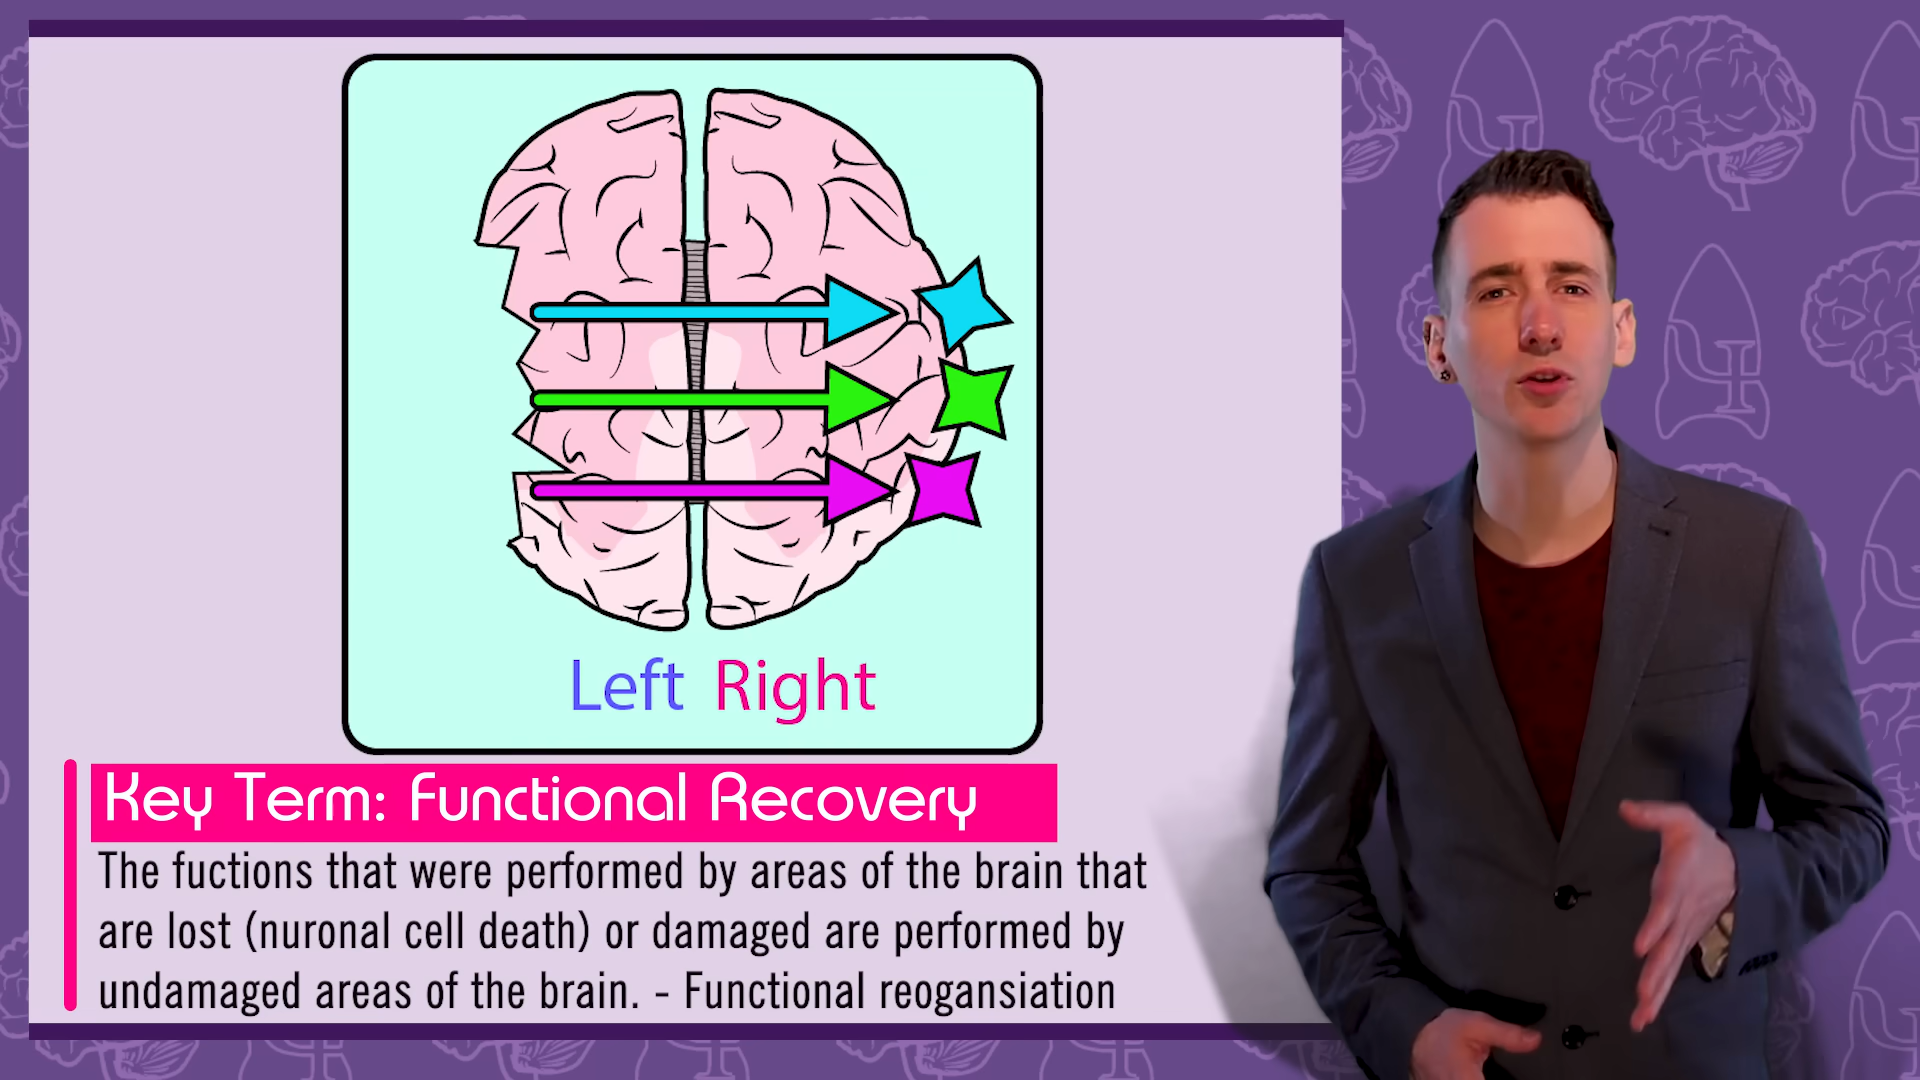 Left Right
Key Term: Functional Recovery
The fuctions that were performed by areas of the brain that
are lost (nuronal cell death) or damaged are performed by
undamaged areas of the brain. - Functional reogansiation